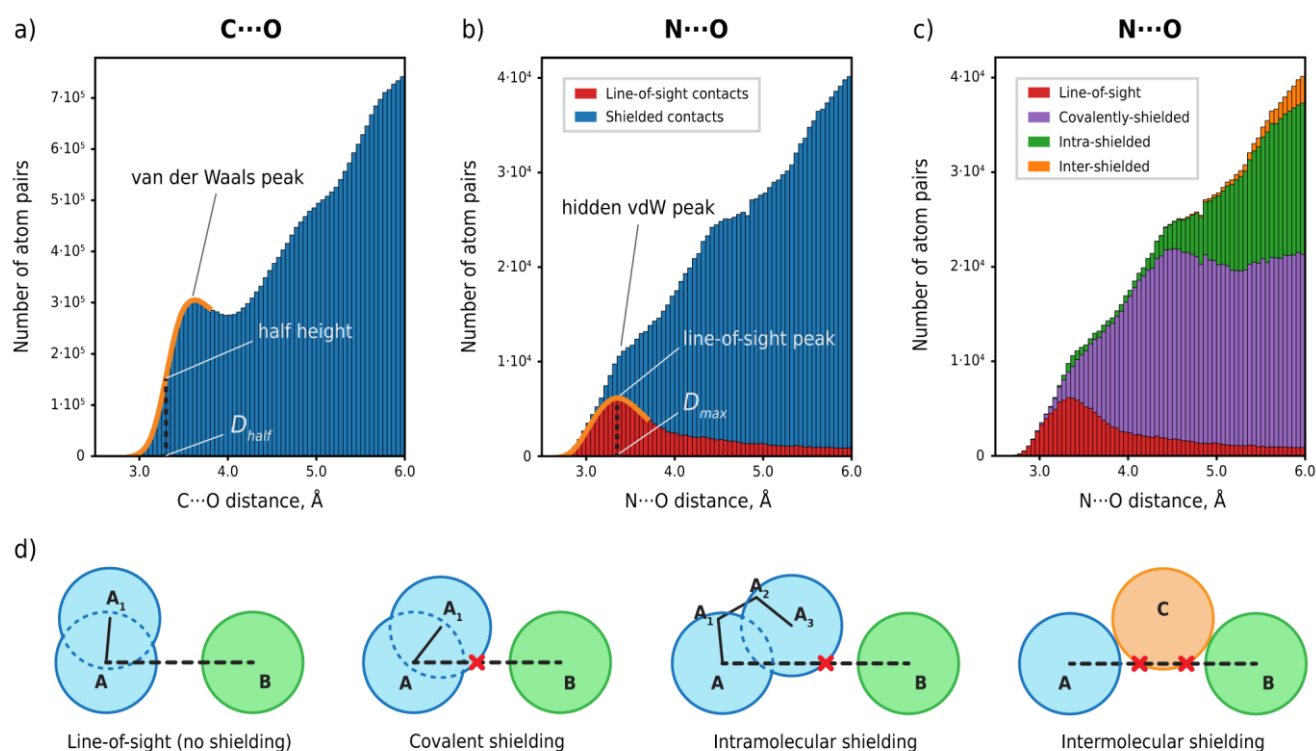 a)
C···O
Number of atom pairs
7·10⁵
6·10⁵
5·10⁵
4·10⁵
3·10⁵
2·10⁵
1·10⁵
0
van der Waals peak
half height
D_half
3.0 4.0 5.0 6.0
C···O distance, Å
b)
N···O
Number of atom pairs
4·10⁴
3·10⁴
2·10⁴
1·10⁴
0
Line-of-sight contacts
Shielded contacts
hidden vdW peak
line-of-sight peak
D_max
3.0 4.0 5.0 6.0
N···O distance, Å
c)
N···O
Number of atom pairs
4·10⁴
3·10⁴
2·10⁴
1·10⁴
0
Line-of-sight
Covalently-shielded
Intra-shielded
Inter-shielded
3.0 4.0 5.0 6.0
N···O distance, Å
d)
A₁
A
B
Line-of-sight (no shielding)
A₁
A
B
Covalent shielding
A₂
A₁
A₃
A
B
Intramolecular shielding
C
A
B
Intermolecular shielding